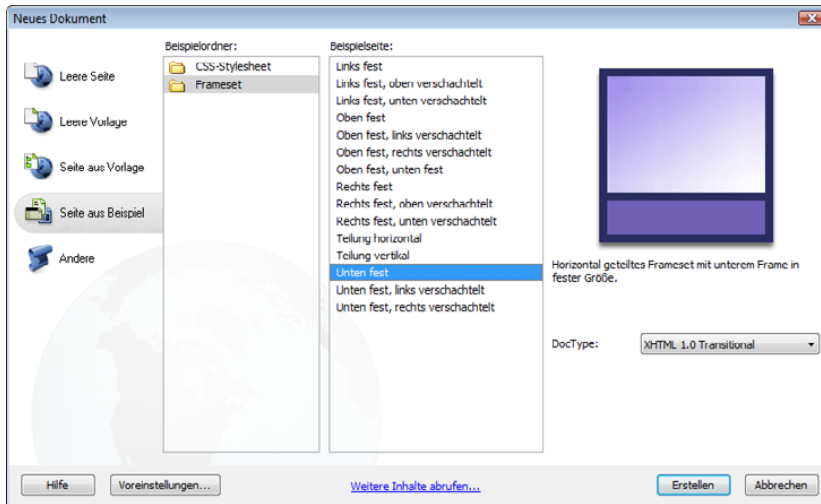 Neues Dokument
Beispielordner:
Beispielseite:
Leere Seite
Leere Vorlage
Seite aus Vorlage
Seite aus Beispiel
Andere
CSS-Stylesheet
Frameset
Links fest
Links fest, oben verschachtelt
Links fest, unten verschachtelt
Oben fest
Oben fest, links verschachtelt
Oben fest, rechts verschachtelt
Oben fest, unten fest
Rechts fest
Rechts fest, oben verschachtelt
Rechts fest, unten verschachtelt
Teilung horizontal
Teilung vertikal
Unten fest
Unten fest, links verschachtelt
Unten fest, rechts verschachtelt
Horizontal geteiltes Frameset mit unterem Frame in
fester Größe.
DocType:
XHTML 1.0 Transitional
Hilfe
Voreinstellungen...
Weitere Inhalte abrufen...
Erstellen
Abbrechen